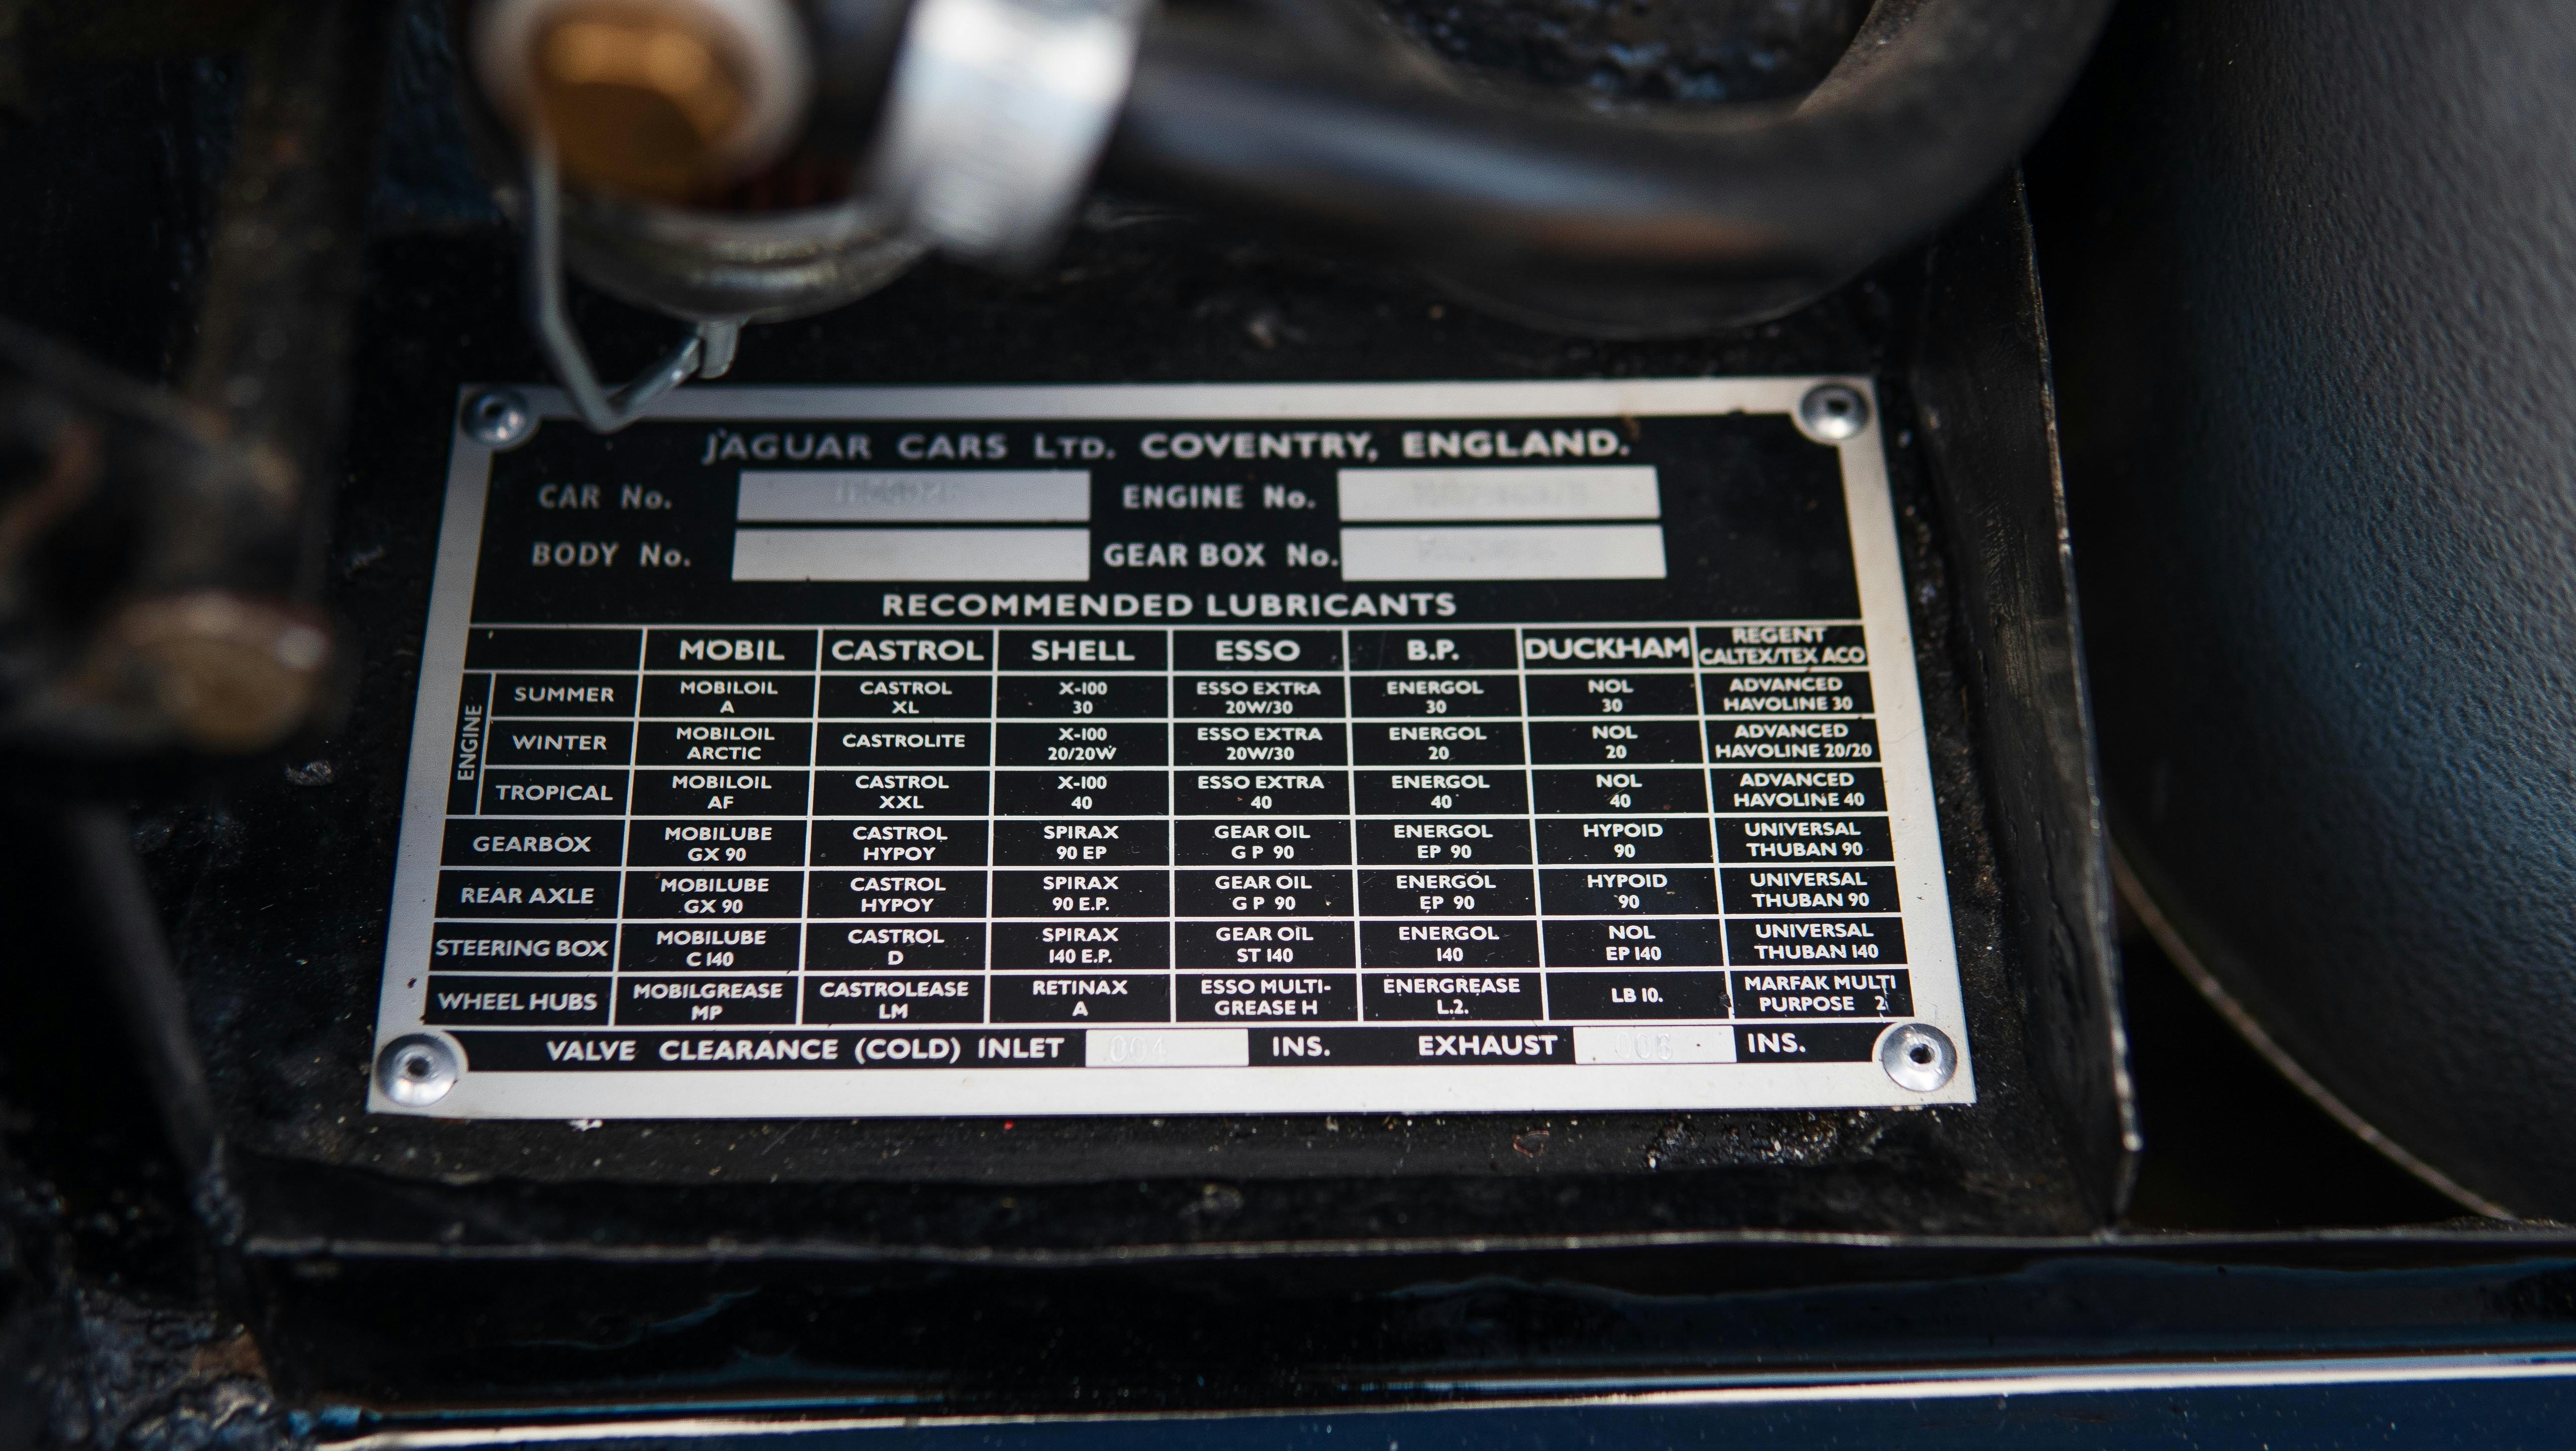 JAGUAR CARS LTD. COVENTRY, ENGLAND.
CAR No. ENGINE No.
BODY No. GEAR BOX No.
RECOMMENDED LUBRICANTS
MOBIL CASTROL SHELL ESSO B.P. DUCKHAM REGENT CALTEX/TEX ACO
ENGINE
SUMMER MOBILOIL A CASTROL XL X-100 30 ESSO EXTRA 20W/30 ENERGOL 30 NOL 30 ADVANCED HAVOLINE 30
WINTER MOBILOIL ARCTIC CASTROLITE X-100 20/20W ESSO EXTRA 20W/30 ENERGOL 20 NOL 20 ADVANCED HAVOLINE 20/20
TROPICAL MOBILOIL AF CASTROL XXL X-100 40 ESSO EXTRA 40 ENERGOL 40 NOL 40 ADVANCED HAVOLINE 40
GEARBOX MOBILUBE GX 90 CASTROL HYPOY SPIRAX 90 EP GEAR OIL G P 90 ENERGOL EP 90 HYPOID 90 UNIVERSAL THUBAN 90
REAR AXLE MOBILUBE GX 90 CASTROL HYPOY SPIRAX 90 E.P. GEAR OIL G P 90 ENERGOL EP 90 HYPOID 90 UNIVERSAL THUBAN 90
STEERING BOX MOBILUBE C 140 CASTROL D SPIRAX 140 E.P. GEAR OIL ST 140 ENERGOL 140 NOL EP 140 UNIVERSAL THUBAN 140
WHEEL HUBS MOBILGREASE MP CASTROLEASE LM RETINAX A ESSO MULTI-GREASE H ENERGREASE L.2. LB 10. MARFAK MULTI PURPOSE 2
VALVE CLEARANCE (COLD) INLET .004 INS. EXHAUST .006 INS.